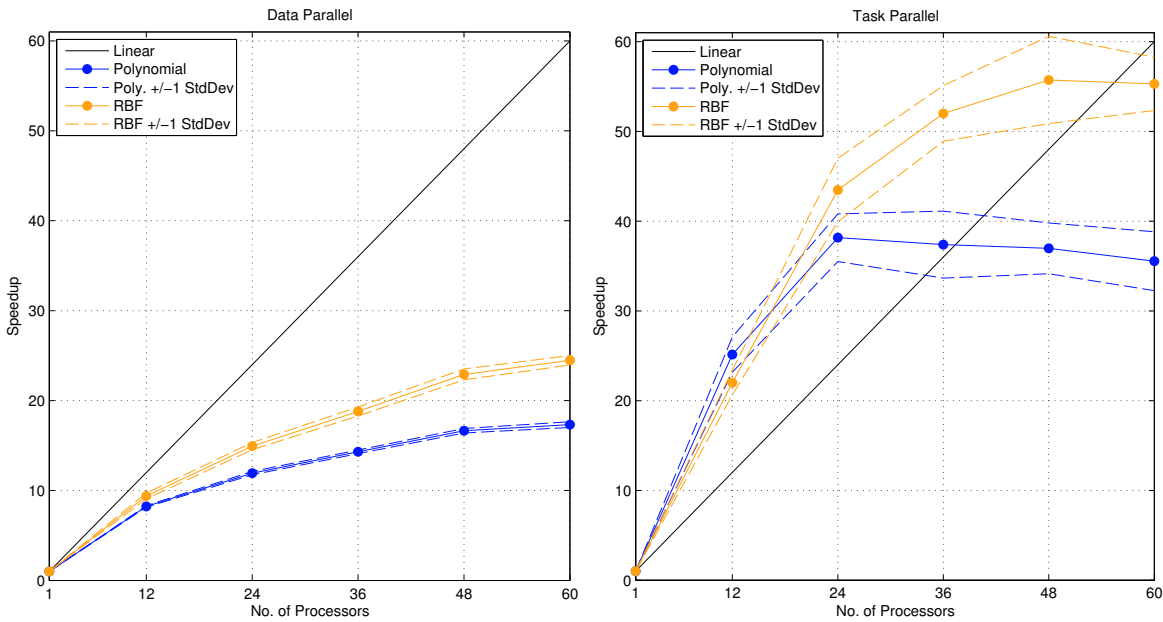 Data Parallel
Linear
Polynomial
Poly. +/−1 StdDev
RBF
RBF +/−1 StdDev
60
50
40
30
20
10
0
Speedup
1 12 24 36 48 60
No. of Processors
Task Parallel
Linear
Polynomial
Poly. +/−1 StdDev
RBF
RBF +/−1 StdDev
60
50
40
30
20
10
0
Speedup
1 12 24 36 48 60
No. of Processors